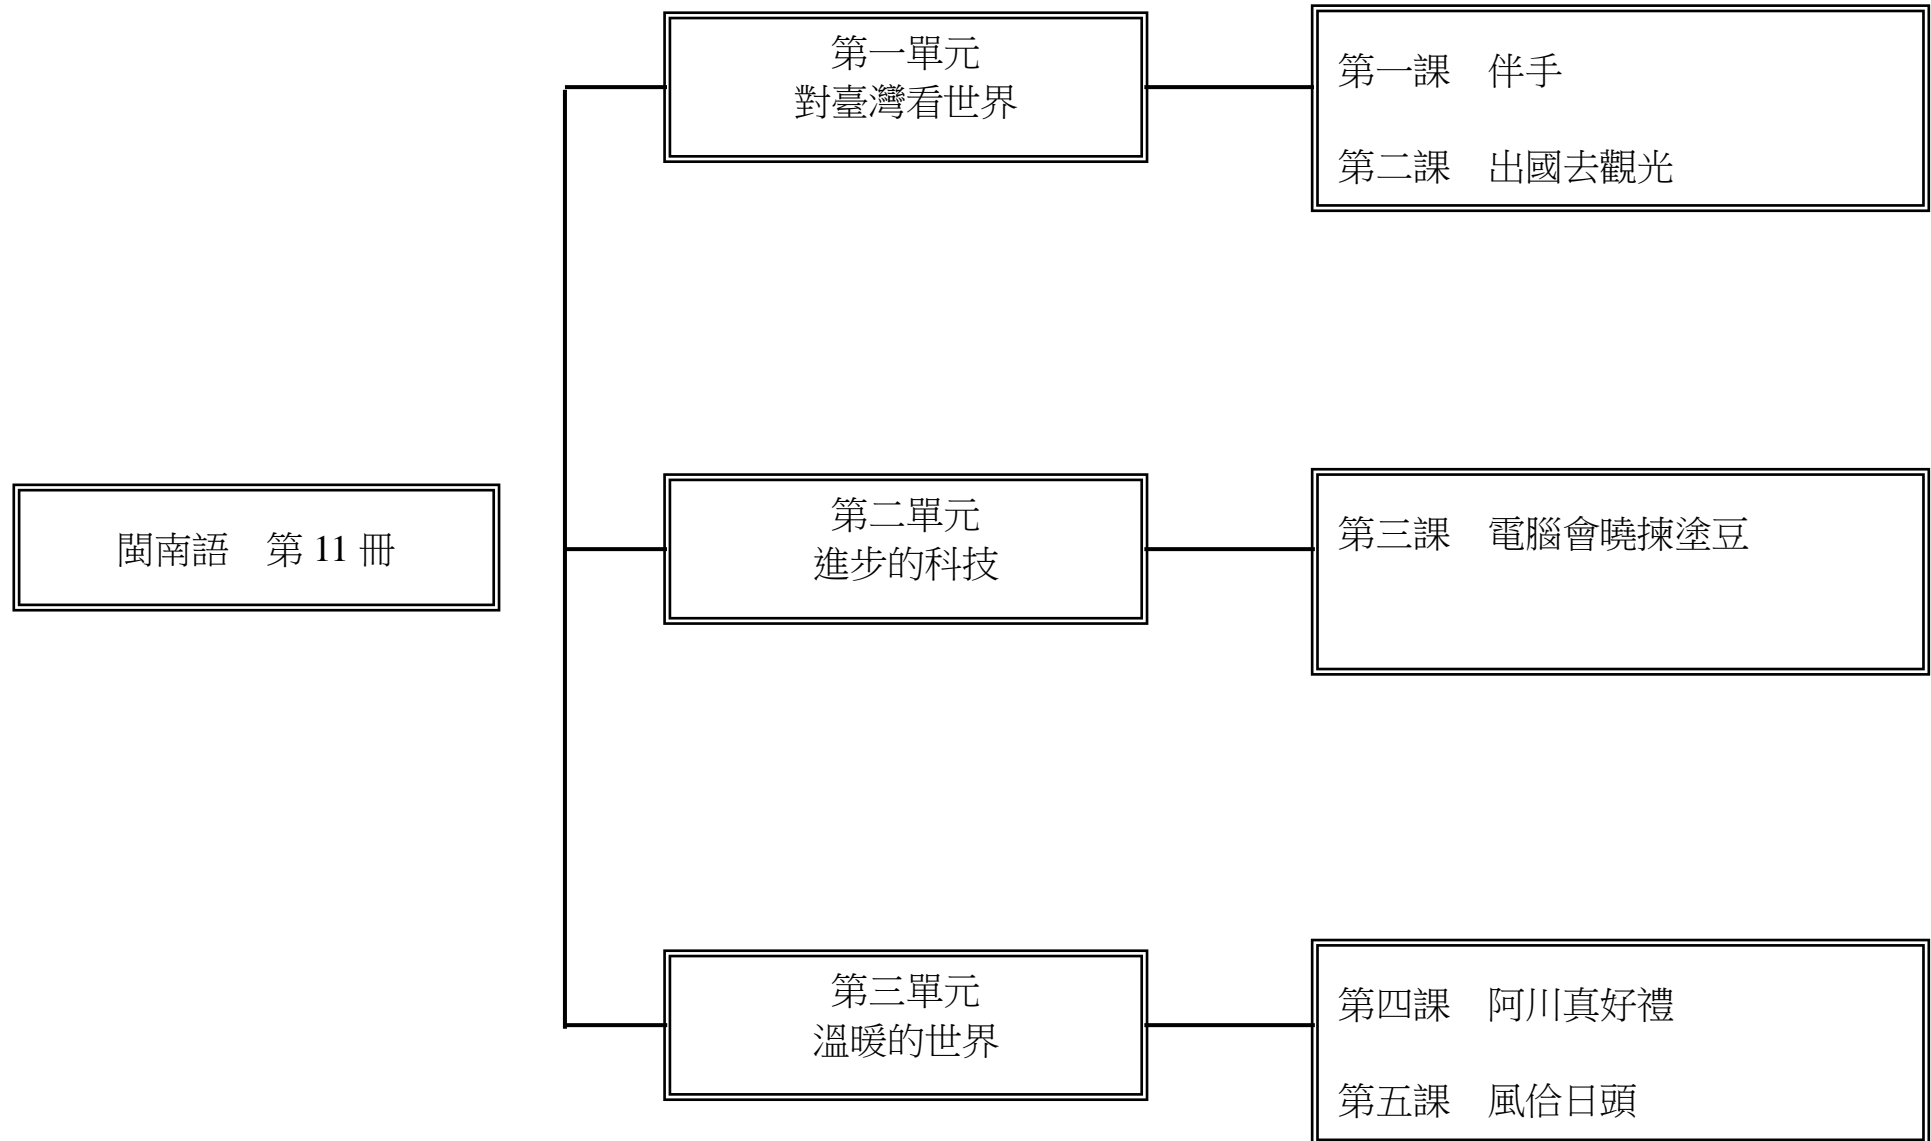 閩南語　第 11 冊
第一單元
對臺灣看世界
第一課　伴手
第二課　出國去觀光
第二單元
進步的科技
第三課　電腦會曉揀塗豆
第三單元
溫暖的世界
第四課　阿川真好禮
第五課　風佮日頭